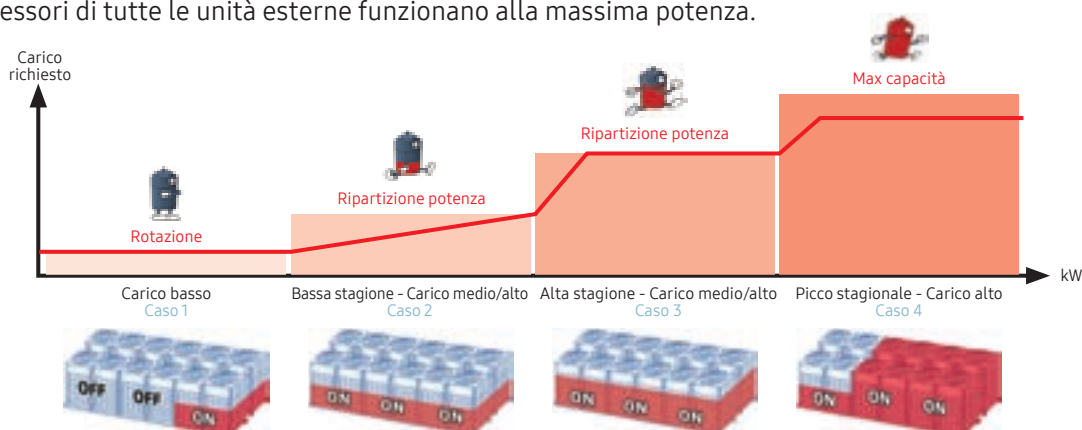 essori di tutte le unità esterne funzionano alla massima potenza.
Carico
richiesto
Max capacità
Ripartizione potenza
Ripartizione potenza
Rotazione
kW
Carico basso
Caso 1
Bassa stagione - Carico medio/alto
Caso 2
Alta stagione - Carico medio/alto
Caso 3
Picco stagionale - Carico alto
Caso 4
OFF OFF ON
ON ON ON
ON ON ON
ON ON ON